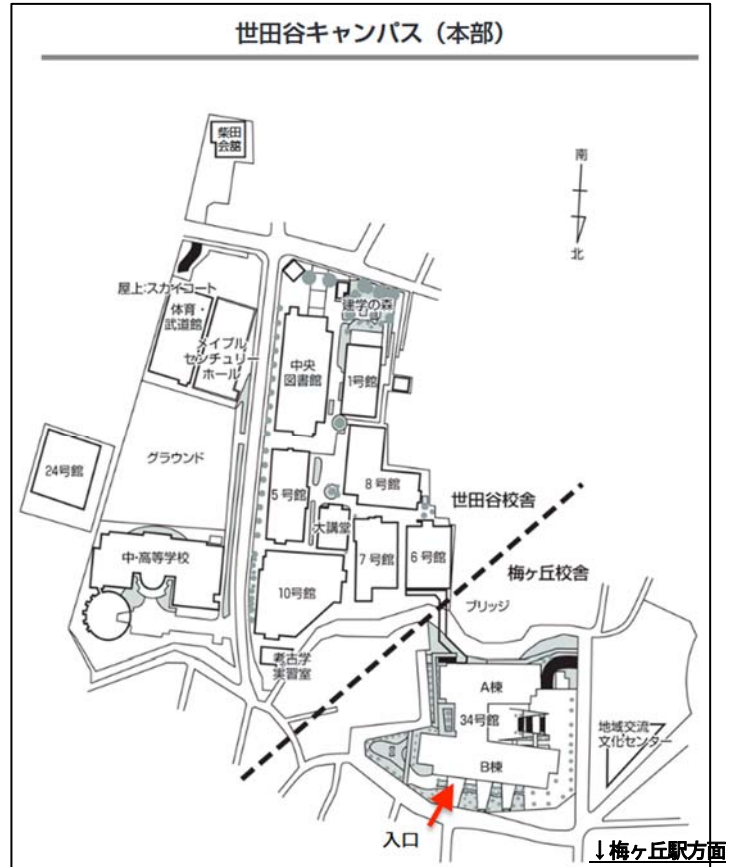 世田谷キャンパス（本部）
柴田
会館
南
北
屋上:スカイコート
体育・
武道館
メイプル
センチュリー
ホール
建学の森
中央
図書館
1号館
24号館
グラウンド
5号館
8号館
世田谷校舎
大講堂
中・高等学校
7号館
6号館
梅ヶ丘校舎
10号館
ブリッジ
考古学
実習室
A棟
34号館
地域交流
文化センター
B棟
入口
↓梅ヶ丘駅方面